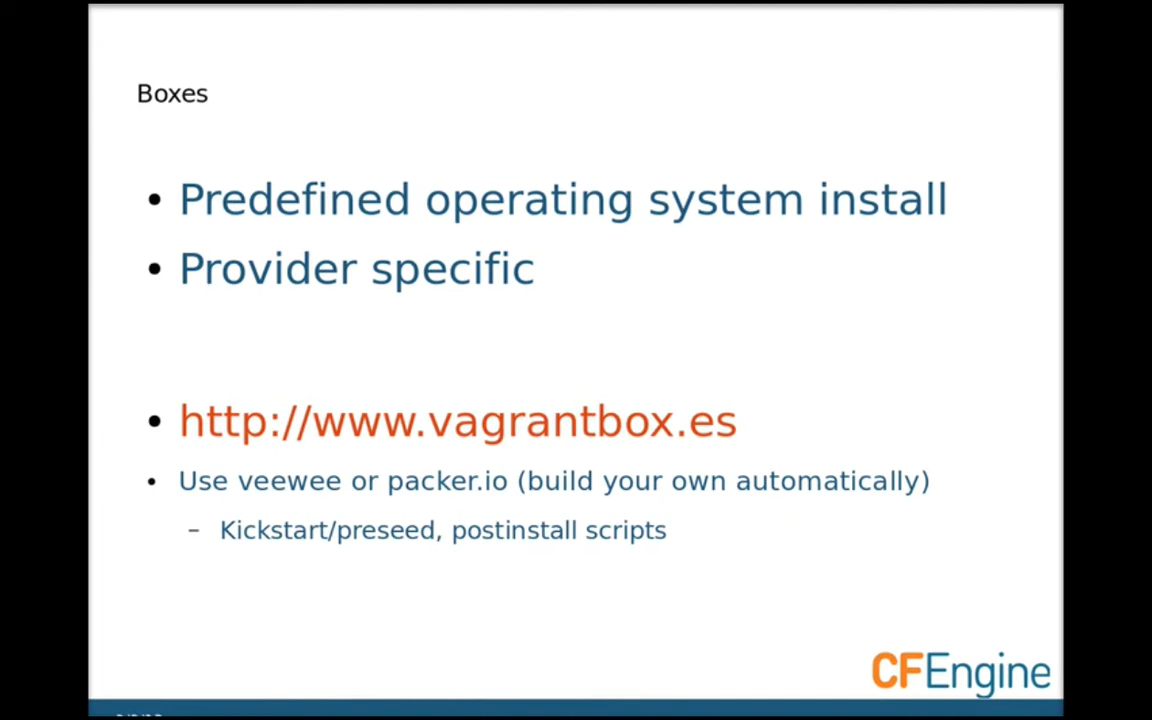 Boxes
Predefined operating system install
Provider specific
http://www.vagrantbox.es
Use veewee or packer.io (build your own automatically)
Kickstart/preseed, postinstall scripts
CFEngine